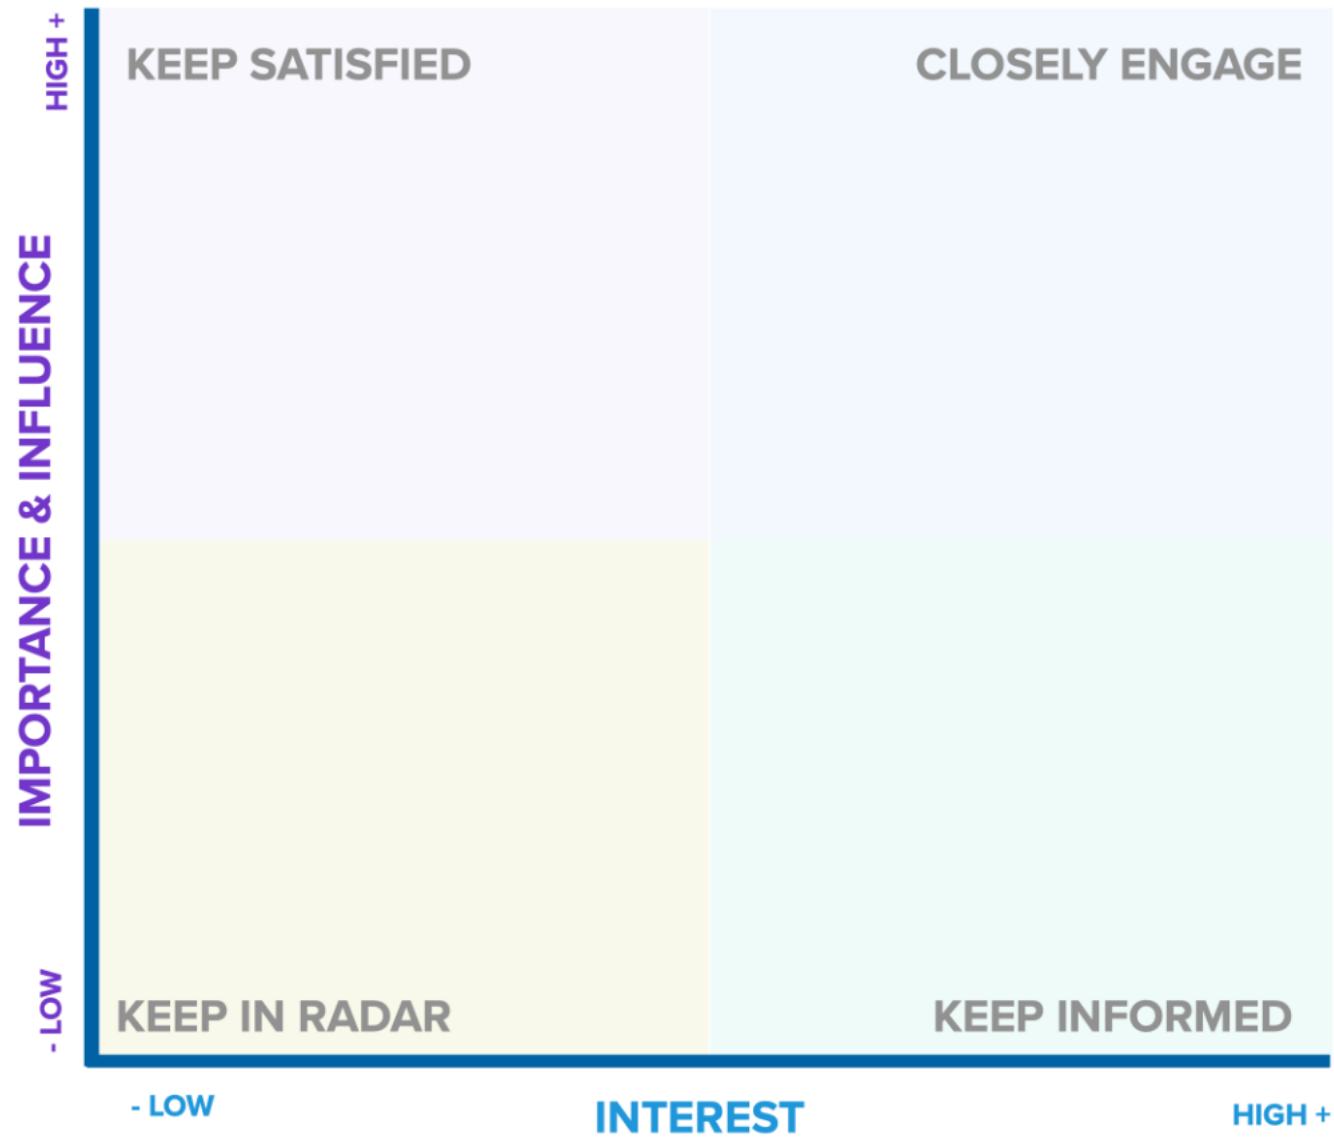 HIGH +
KEEP SATISFIED
CLOSELY ENGAGE
IMPORTANCE & INFLUENCE
- LOW
KEEP IN RADAR
KEEP INFORMED
- LOW
INTEREST
HIGH +